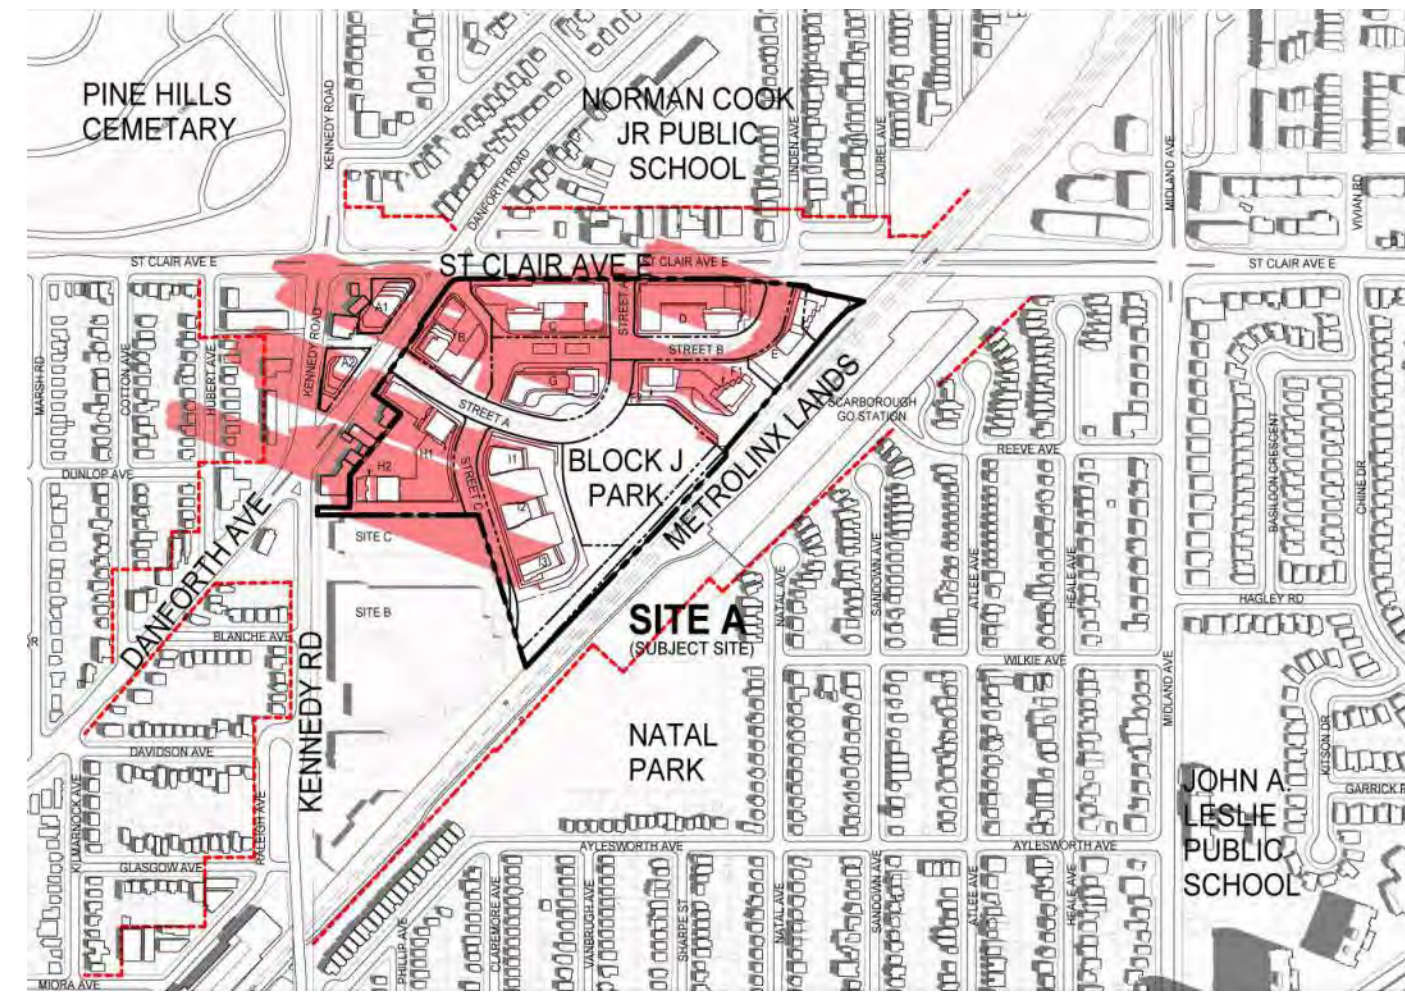 PINE HILLS
CEMETARY
KENNEDY ROAD
DANFORTH ROAD
NORMAN COOK
JR PUBLIC
SCHOOL
LINDEN AVE
LAUREL AVE
MIDLAND AVE
VIVIAN RD
ST CLAIR AVE E
ST CLAIR AVE E
ST CLAIR AVE E
ST CLAIR AVE E
MARSH RD
COTTON AVE
HUBERT AVE
KENNEDY ROAD
A1
A2
B
C
STREET A
D
STREET B
E
F1
G
STREET A
SCARBOROUGH
GO STATION
METROLINX LANDS
BLOCK J
PARK
H2
H1
STREET C
I1
I2
I3
DUNLOP AVE
DANFORTH AVE
REEVE AVE
BASILDON CRESCENT
CHINE DR
SITE C
SITE B
SITE A
(SUBJECT SITE)
NATAL AVE
SANDOWN AVE
ATLEE AVE
HEALE AVE
HAGLEY RD
BLANCHE AVE
KENNEDY RD
WILKIE AVE
MIDLAND AVE
KITSON DR
DAVIDSON AVE
NATAL
PARK
JOHN A.
LESLIE
PUBLIC
SCHOOL
GARRICK R
KILMARNOCK AVE
RALEIGH AVE
GLASGOW AVE
AYLESWORTH AVE
AYLESWORTH AVE
PHILLIP AVE
CLAREMORE AVE
VANBRUGH AVE
SHARPE ST
NATAL AVE
SANDOWN AVE
ATLEE AVE
HEALE AVE
MIDRA AVE